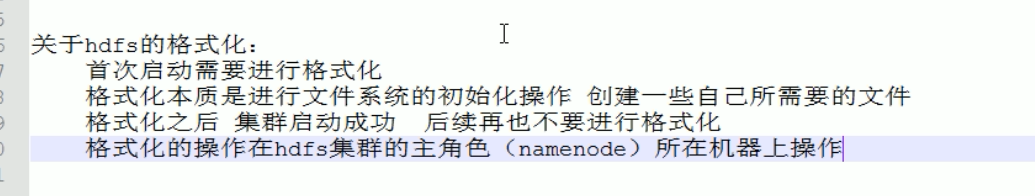 关于hdfs的格式化：
首次启动需要进行格式化
格式化本质是进行文件系统的初始化操作 创建一些自己所需要的文件
格式化之后 集群启动成功 后续再也不要进行格式化
格式化的操作在hdfs集群的主角色（namenode）所在机器上操作